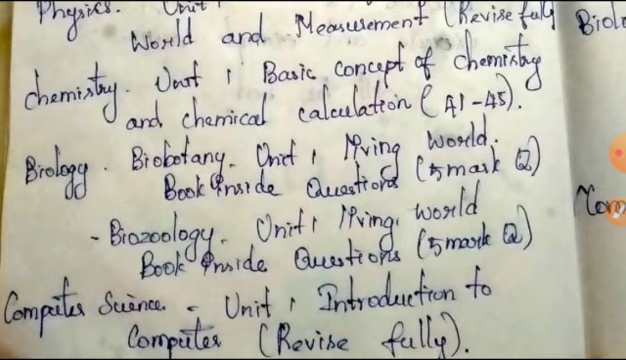 Physics. Unit 1
World and Measurement (Revise fully
Chemistry. Unit 1 Basic concept of chemistry
and chemical calculation (41-45).
Biology. Biobotany. Unit 1 living world.
Book inside Questions (5 mark Q)
- Biozoology. Unit 1 living world
Book inside Questions (5 mark Q)
Computer Science - Unit 1 Introduction to
Computer (Revise fully).